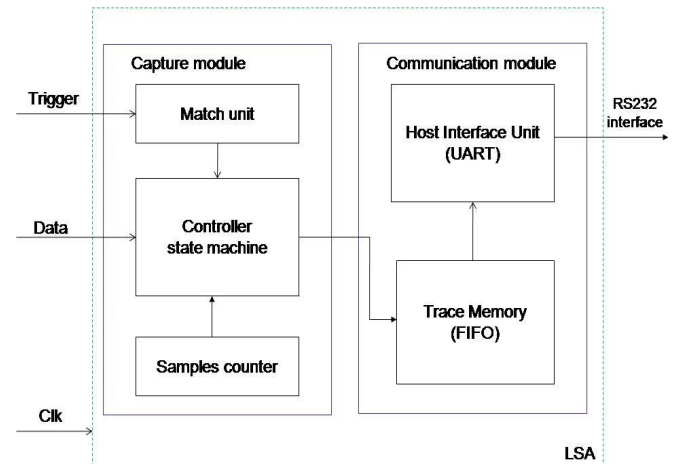 Capture module
Communication module
Trigger
Match unit
Host Interface Unit
(UART)
RS232
interface
Data
Controller
state machine
Trace Memory
(FIFO)
Samples counter
Clk
LSA